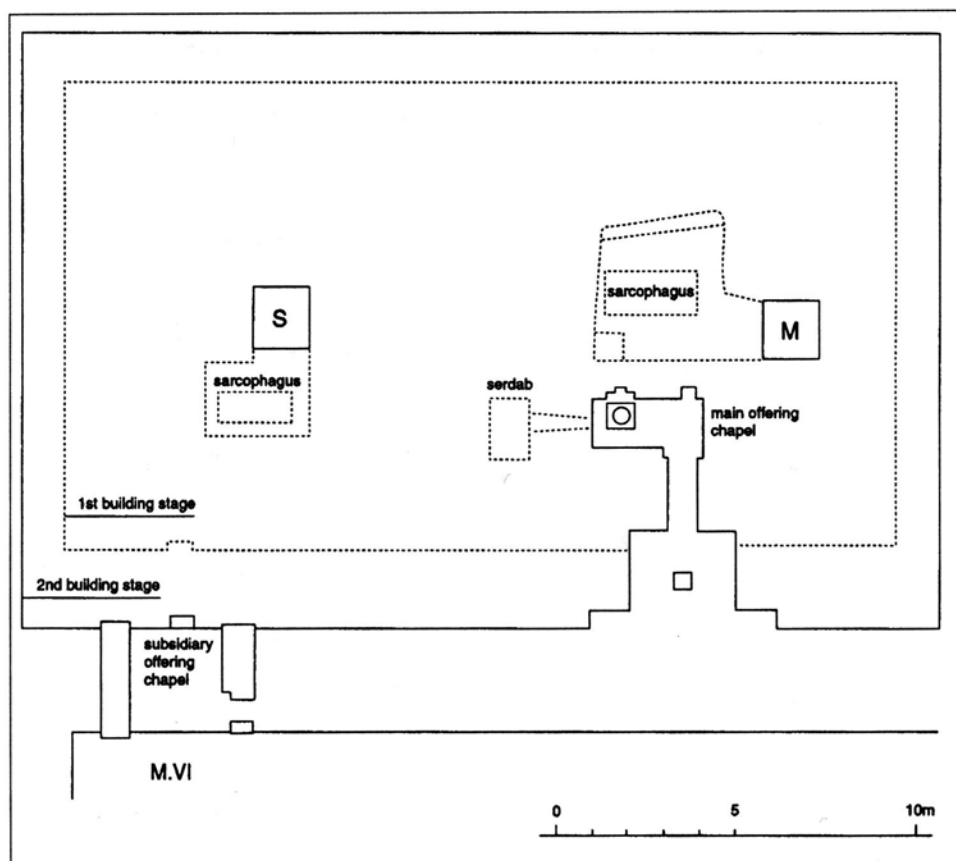 S
sarcophagus
sarcophagus
M
serdab
main offering
chapel
1st building stage
2nd building stage
subsidiary
offering
chapel
M.VI
0 5 10m